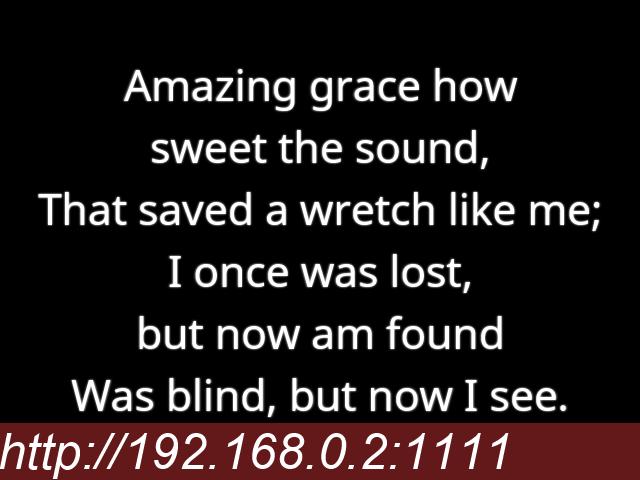 Amazing grace how
sweet the sound,
That saved a wretch like me;
I once was lost,
but now am found
Was blind, but now I see.
http://192.168.0.2:1111